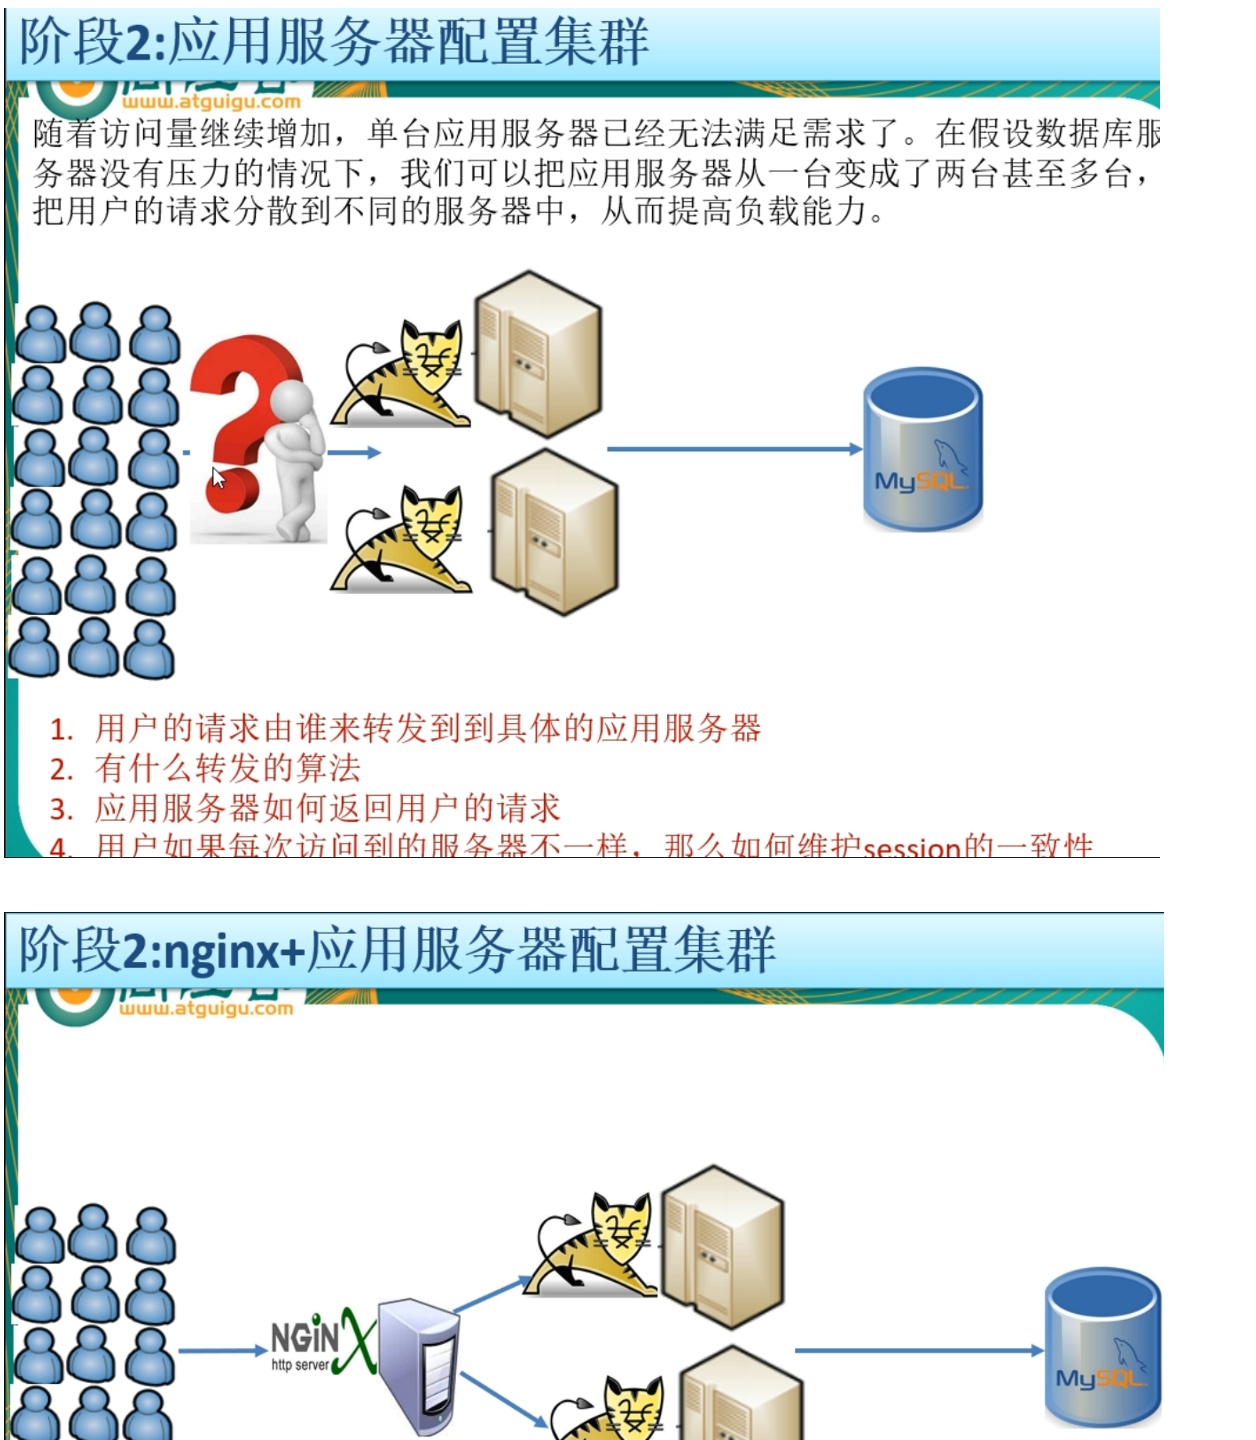 阶段2:应用服务器配置集群
www.atguigu.com
随着访问量继续增加，单台应用服务器已经无法满足需求了。在假设数据库服
务器没有压力的情况下，我们可以把应用服务器从一台变成了两台甚至多台，
把用户的请求分散到不同的服务器中，从而提高负载能力。
MySQL
1. 用户的请求由谁来转发到到具体的应用服务器
2. 有什么转发的算法
3. 应用服务器如何返回用户的请求
4. 用户如果每次访问到的服务器不一样，那么如何维护session的一致性
阶段2:nginx+应用服务器配置集群
www.atguigu.com
NGiNX
http server
MySQL